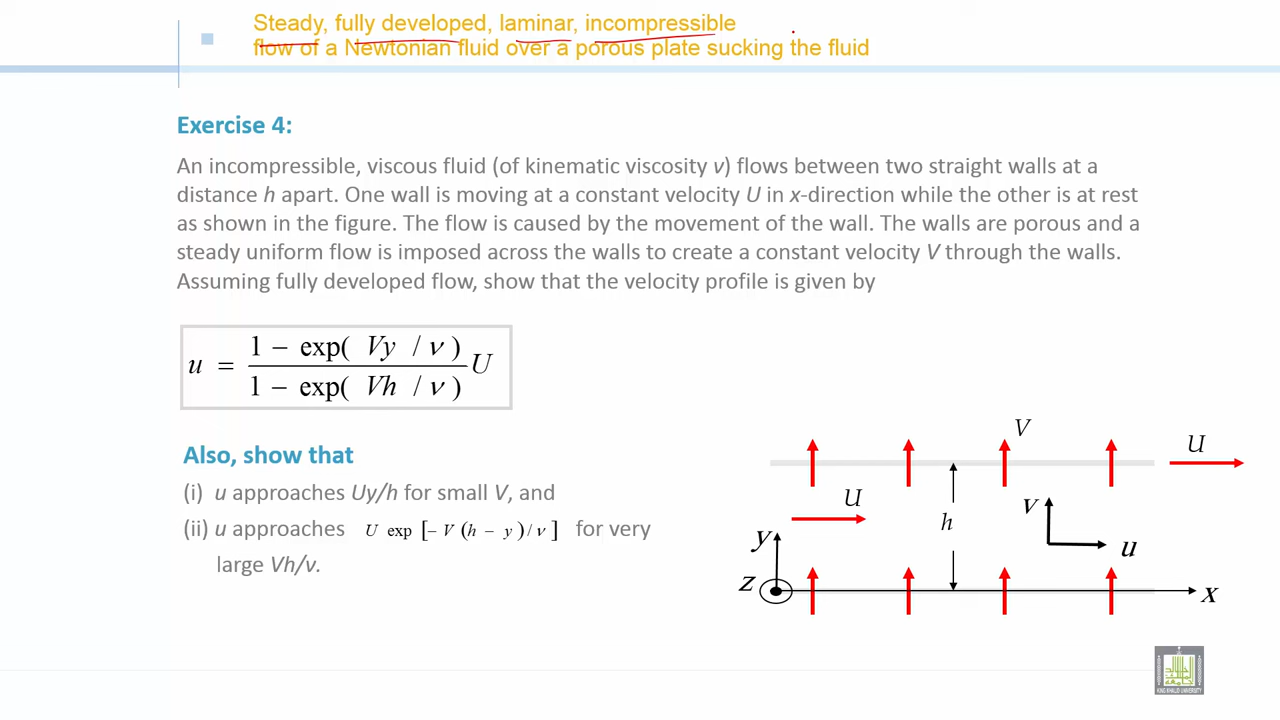 Steady, fully developed, laminar, incompressible
flow of a Newtonian fluid over a porous plate sucking the fluid
Exercise 4:
An incompressible, viscous fluid (of kinematic viscosity ν) flows between two straight walls at a
distance h apart. One wall is moving at a constant velocity U in x-direction while the other is at rest
as shown in the figure. The flow is caused by the movement of the wall. The walls are porous and a
steady uniform flow is imposed across the walls to create a constant velocity V through the walls.
Assuming fully developed flow, show that the velocity profile is given by
1 − exp( Vy / ν )
u = U
1 − exp( Vh / ν )
Also, show that
(i) u approaches Uy/h for small V, and
(ii) u approaches U exp [− V (h − y) / ν ] for very
large Vh/ν.
V
U
U
h
v
u
y
z
x
KING KHALID UNIVERSITY